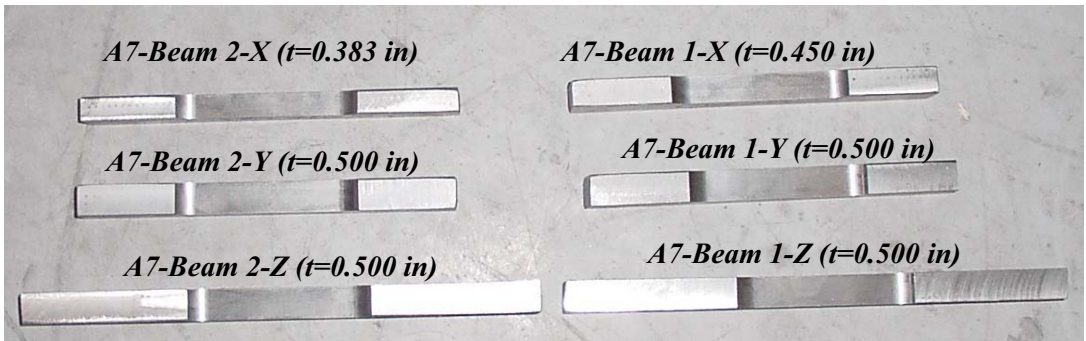 A7-Beam 2-X (t=0.383 in)
A7-Beam 1-X (t=0.450 in)
A7-Beam 2-Y (t=0.500 in)
A7-Beam 1-Y (t=0.500 in)
A7-Beam 2-Z (t=0.500 in)
A7-Beam 1-Z (t=0.500 in)